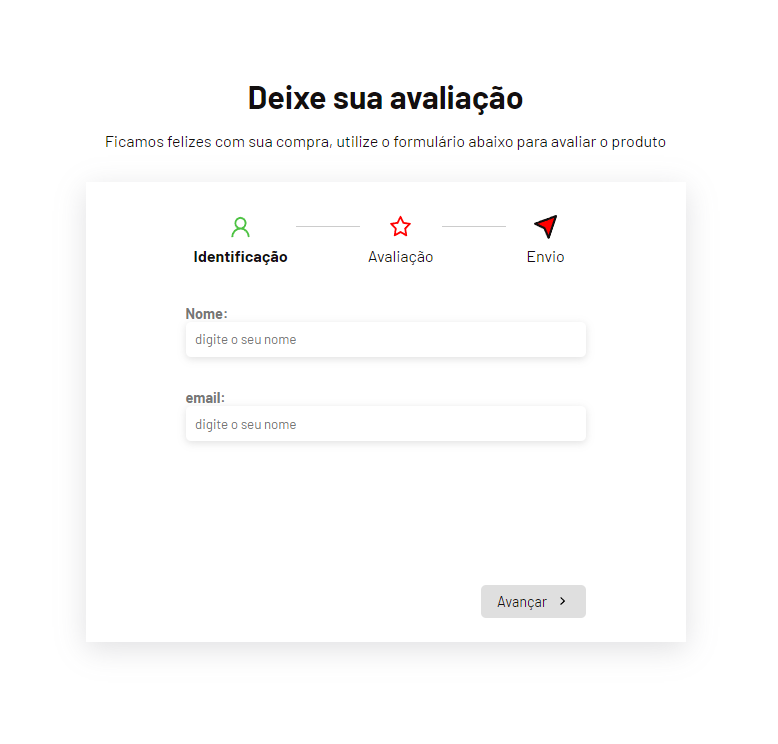 Deixe sua avaliação
Ficamos felizes com sua compra, utilize o formulário abaixo para avaliar o produto
Identificação
Avaliação
Envio
Nome:
digite o seu nome
email:
digite o seu nome
Avançar